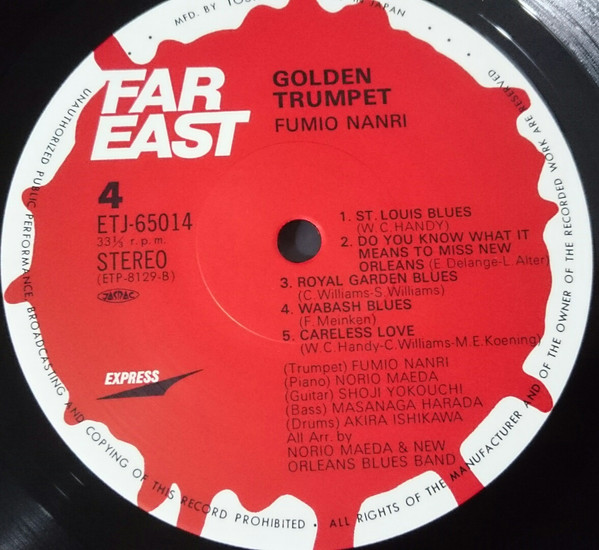 MFD. BY TOS
IN JAPAN
FAR
EAST
GOLDEN
TRUMPET
FUMIO NANRI
4
ETJ-65014
33⅓ r.p.m.
STEREO
(ETP-8129-B)
1. ST. LOUIS BLUES
(W.C. HANDY)
2. DO YOU KNOW WHAT IT
MEANS TO MISS NEW
ORLEANS (E. Delange-L. Alter)
3. ROYAL GARDEN BLUES
(C. Williams-S. Williams)
4. WABASH BLUES
(F. Meinken)
5. CARELESS LOVE
(W.C. Handy-C. Williams-M.E. Koening)
(Trumpet) FUMIO NANRI
(Piano) NORIO MAEDA
(Guitar) SHOJI YOKOUCHI
(Bass) MASANAGA HARADA
(Drums) AKIRA ISHIKAWA
All Arr. by
NORIO MAEDA & NEW
ORLEANS BLUES BAND
EXPRESS
UNAUTHORIZED PUBLIC PERFORMANCE BROADCASTING AND COPYING OF THIS RECORD PROHIBITED • ALL RIGHTS OF THE MANUFACTURER AND OF THE OWNER OF THE RECORDED WORK ARE RESERVED